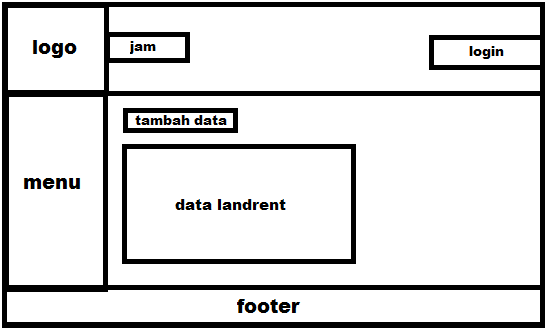 logo
jam
login
tambah data
menu
data landrent
footer